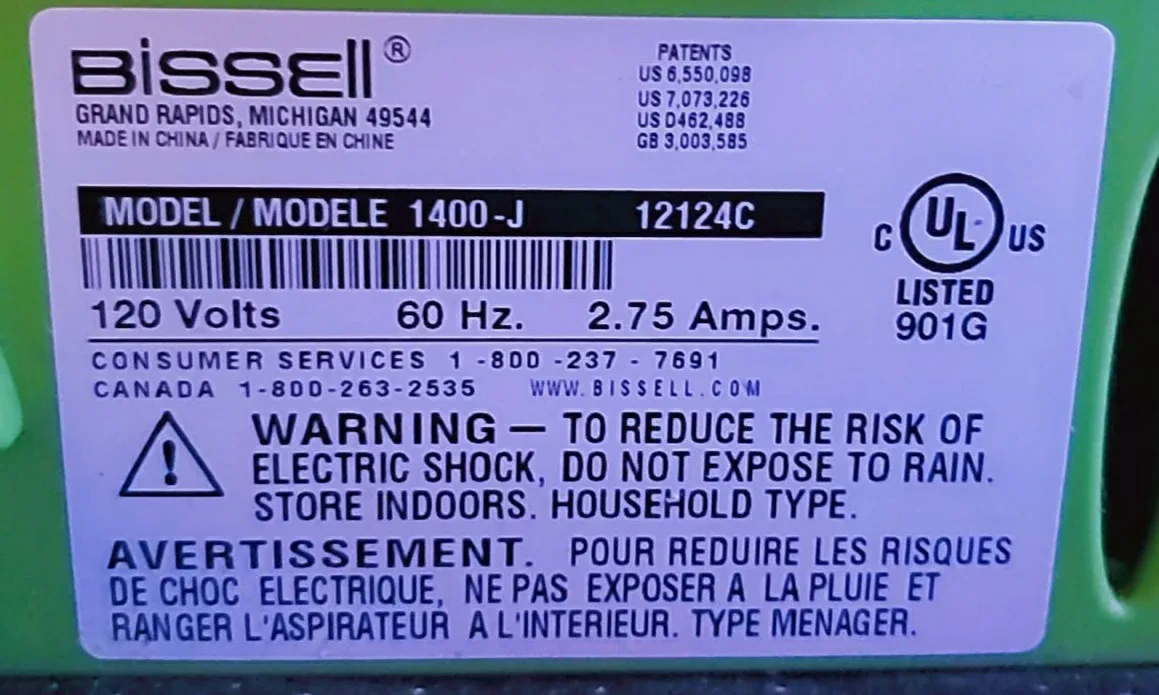 BISSELL®
GRAND RAPIDS, MICHIGAN 49544
MADE IN CHINA / FABRIQUE EN CHINE
PATENTS
US 6,550,098
US 7,073,226
US D462,488
GB 3,003,585
MODEL / MODELE 1400-J 12124C
C UL US
LISTED
901G
120 Volts 60 Hz. 2.75 Amps.
CONSUMER SERVICES 1-800-237-7691
CANADA 1-800-263-2535 WWW.BISSELL.COM
WARNING — TO REDUCE THE RISK OF
ELECTRIC SHOCK, DO NOT EXPOSE TO RAIN.
STORE INDOORS. HOUSEHOLD TYPE.
AVERTISSEMENT. POUR REDUIRE LES RISQUES
DE CHOC ELECTRIQUE, NE PAS EXPOSER A LA PLUIE ET
RANGER L'ASPIRATEUR A L'INTERIEUR. TYPE MENAGER.